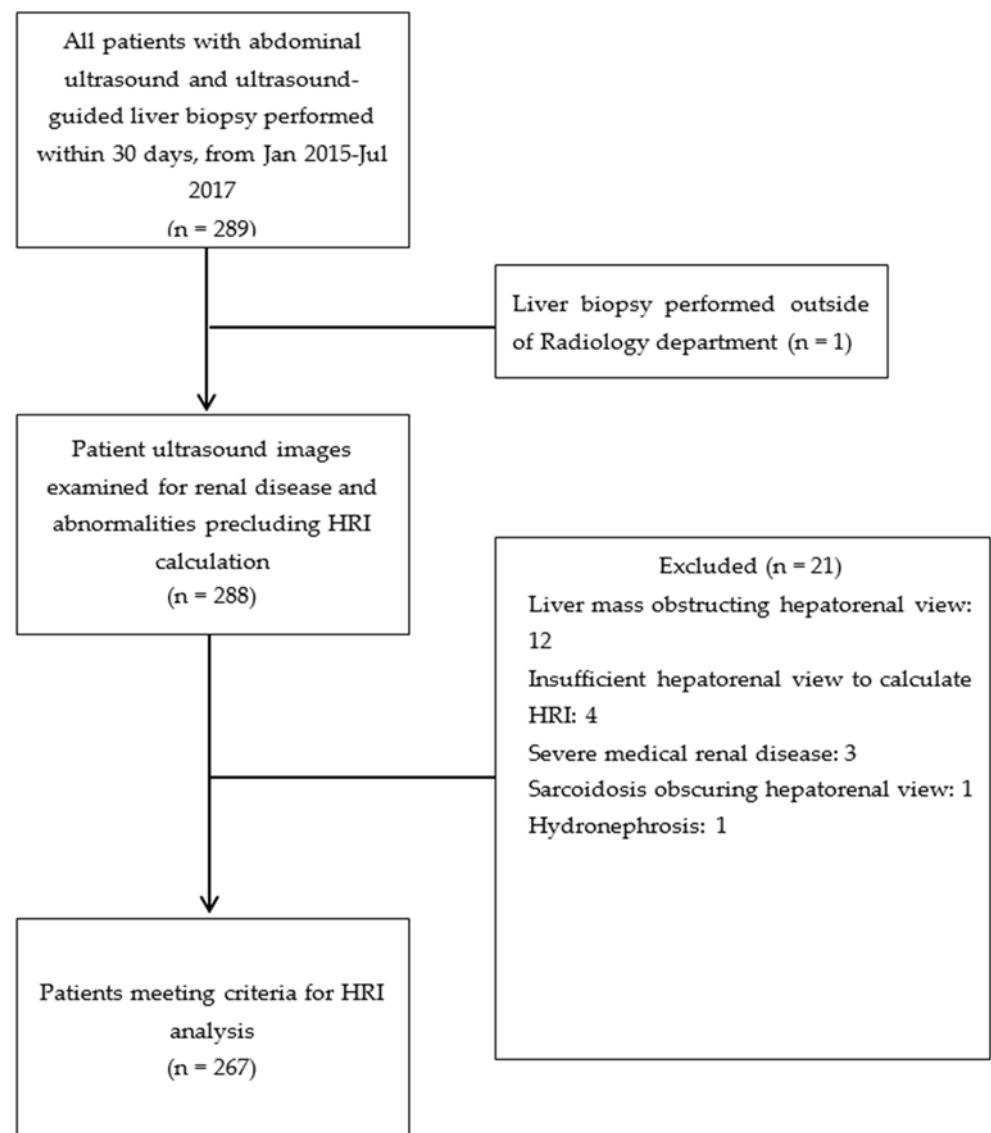 All patients with abdominal
ultrasound and ultrasound-
guided liver biopsy performed
within 30 days, from Jan 2015-Jul
2017
(n = 289)
Liver biopsy performed outside
of Radiology department (n = 1)
Patient ultrasound images
examined for renal disease and
abnormalities precluding HRI
calculation
(n = 288)
Excluded (n = 21)
Liver mass obstructing hepatorenal view:
12
Insufficient hepatorenal view to calculate
HRI: 4
Severe medical renal disease: 3
Sarcoidosis obscuring hepatorenal view: 1
Hydronephrosis: 1
Patients meeting criteria for HRI
analysis
(n = 267)